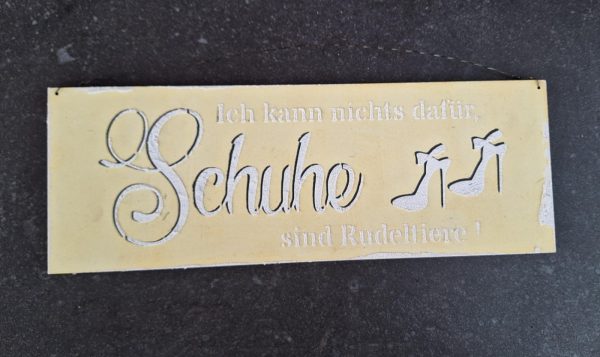 Ich kann nichts dafür,
Schuhe
sind Rudeltiere !